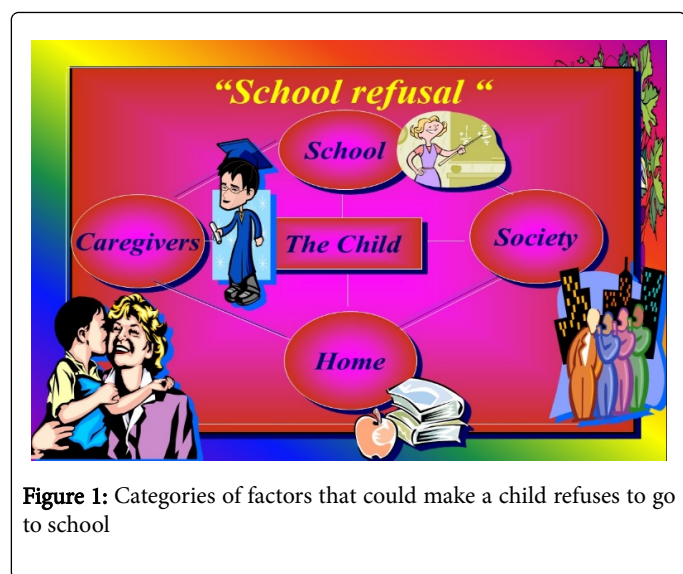 “School refusal “
School
Caregivers
The Child
Society
Home
Figure 1: Categories of factors that could make a child refuses to go
to school